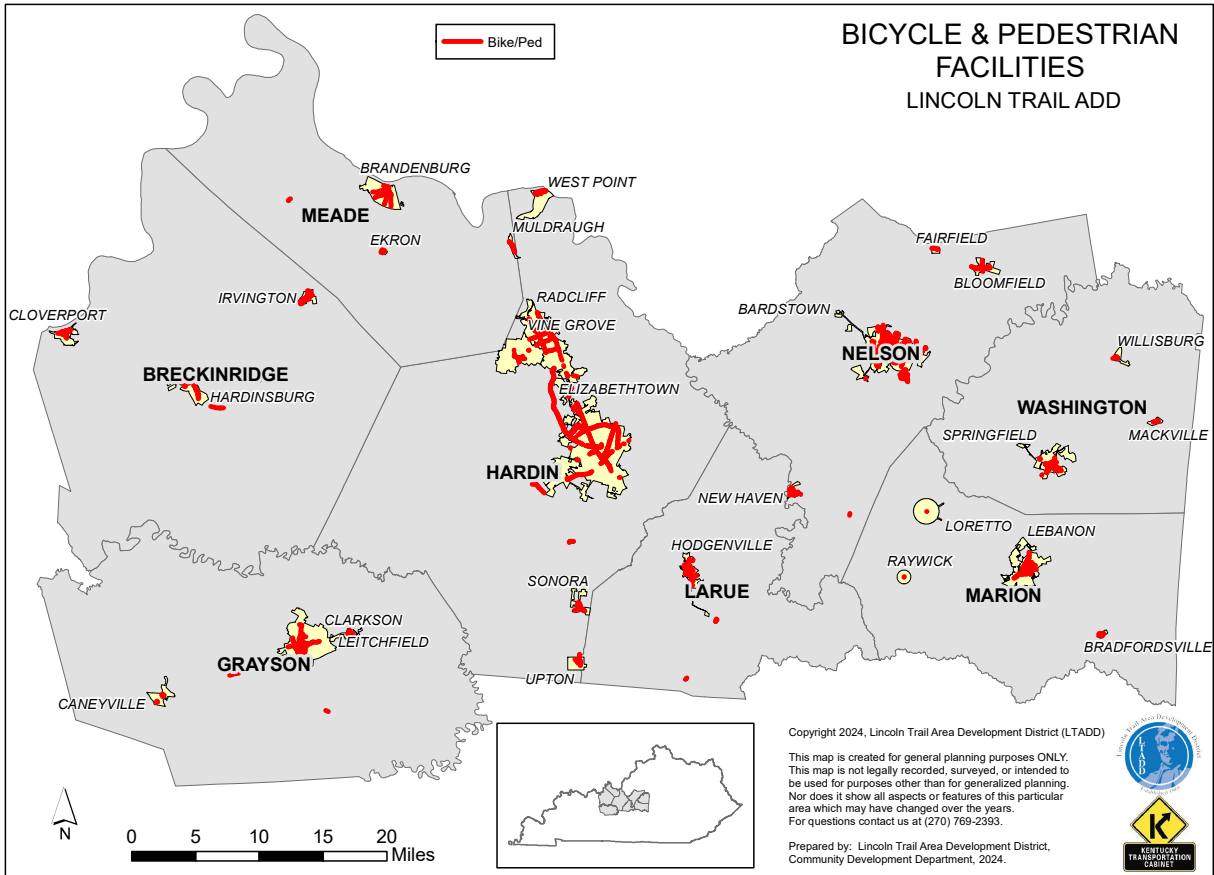 BICYCLE & PEDESTRIAN
FACILITIES
LINCOLN TRAIL ADD
Bike/Ped
BRANDENBURG
WEST POINT
MEADE
MULDRAUGH
EKRON
FAIRFIELD
BLOOMFIELD
IRVINGTON
RADCLIFF
CLOVERPORT
BARDSTOWN
VINE GROVE
WILLISBURG
NELSON
BRECKINRIDGE
ELIZABETHTOWN
HARDINSBURG
WASHINGTON
MACKVILLE
SPRINGFIELD
HARDIN
NEW HAVEN
LORETTO
LEBANON
HODGENVILLE
RAYWICK
SONORA
LARUE
MARION
CLARKSON
LEITCHFIELD
BRADFORDSVILLE
GRAYSON
UPTON
CANEYVILLE
Copyright 2024, Lincoln Trail Area Development District (LTADD)
This map is created for general planning purposes ONLY.
This map is not legally recorded, surveyed, or intended to
be used for purposes other than for generalized planning.
Nor does it show all aspects or features of this particular
area which may have changed over the years.
For questions contact us at (270) 769-2393.
Prepared by: Lincoln Trail Area Development District,
Community Development Department, 2024.
Lincoln Trail Area Development District
LTADD
KENTUCKY
TRANSPORTATION
CABINET
N
0 5 10 15 20
Miles